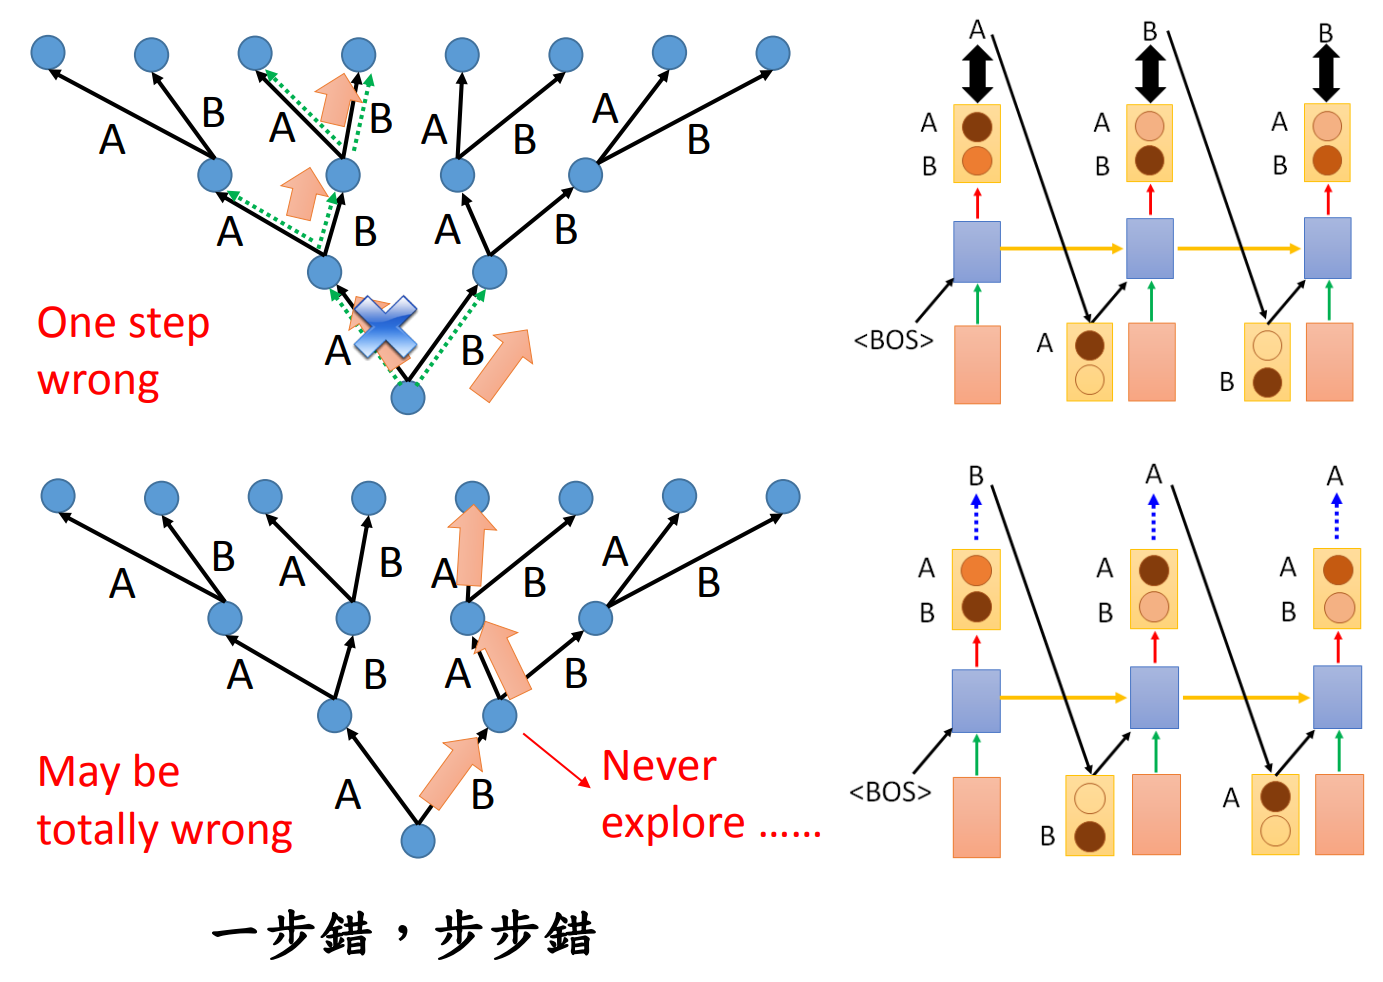 A B A B A B A B
A B A B
A B
One step
wrong
A B B
A A A
B B B
<BOS>
A
B
A B A B A B A B
A B A B
A B
May be
totally wrong
Never
explore ……
B A A
A A A
B B B
<BOS>
B
A
一步錯，步步錯